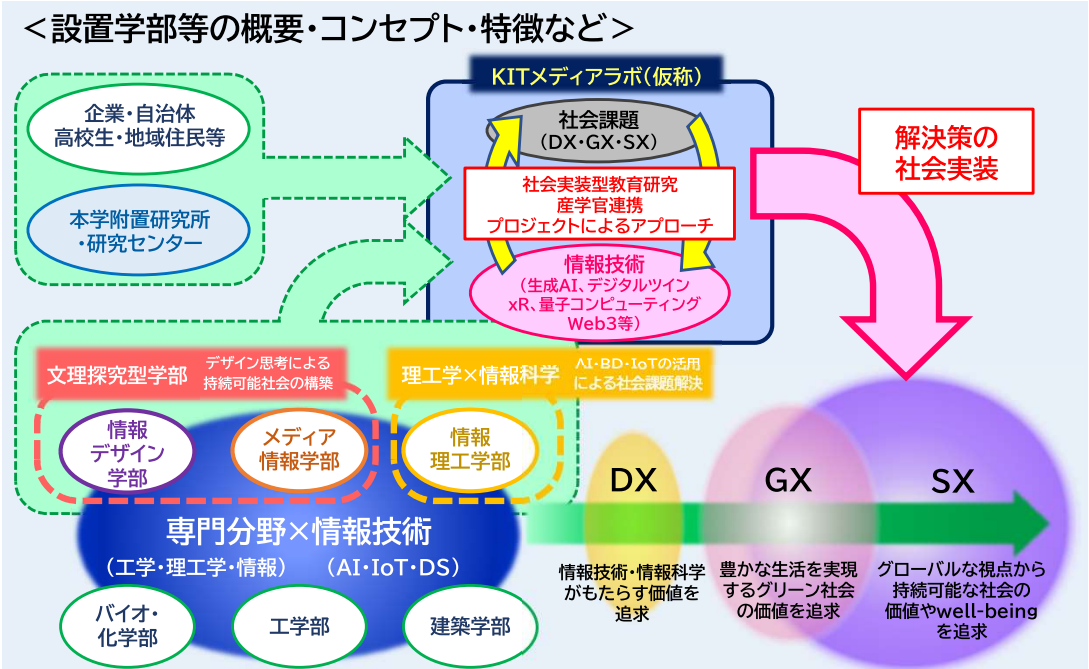 ＜設置学部等の概要・コンセプト・特徴など＞
KITメディアラボ（仮称）
企業・自治体
高校生・地域住民等
本学附置研究所
・研究センター
社会課題
（DX・GX・SX）
社会実装型教育研究
産学官連携
プロジェクトによるアプローチ
情報技術
（生成AI、デジタルツイン
xR、量子コンピューティング
Web3等）
解決策の
社会実装
文理探究型学部
デザイン思考による
持続可能社会の構築
理工学×情報科学
AI・BD・IoTの活用
による社会課題解決
情報
デザイン
学部
メディア
情報学部
情報
理工学部
専門分野×情報技術
（工学・理工学・情報）　（AI・IoT・DS）
バイオ・
化学部
工学部
建築学部
DX
情報技術・情報科学
がもたらす価値を
追求
GX
豊かな生活を実現
するグリーン社会
の価値を追求
SX
グローバルな視点から
持続可能な社会の
価値やwell-being
を追求